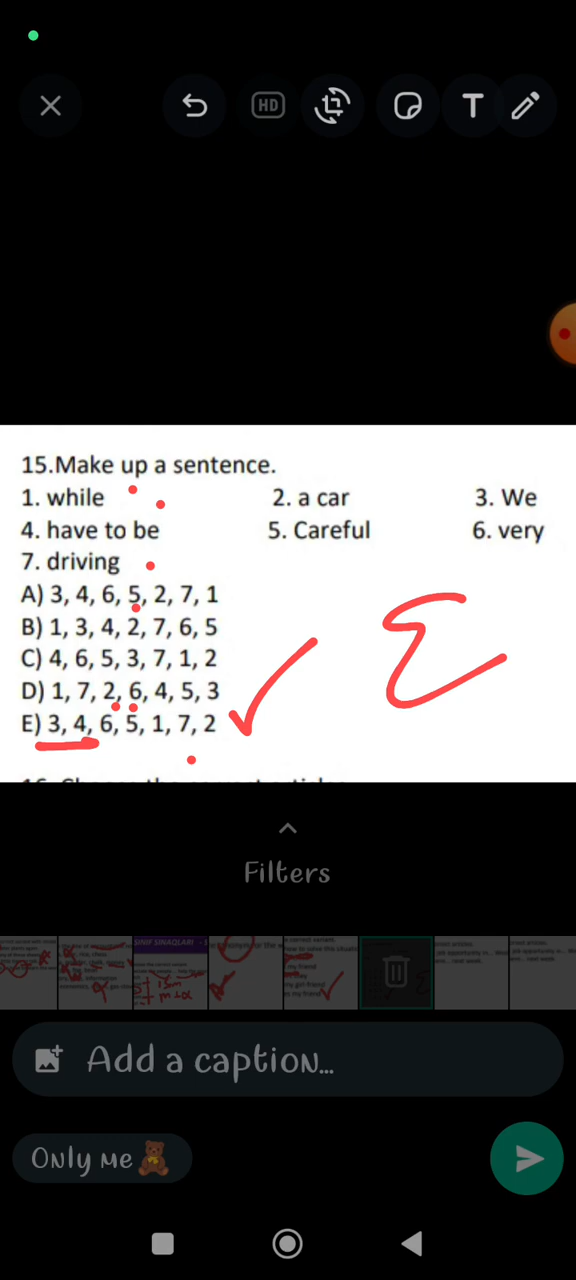 HD
T
15.Make up a sentence.
1. while 2. a car 3. We
4. have to be 5. Careful 6. very
7. driving
A) 3, 4, 6, 5, 2, 7, 1
B) 1, 3, 4, 2, 7, 6, 5
C) 4, 6, 5, 3, 7, 1, 2
D) 1, 7, 2, 6, 4, 5, 3
E) 3, 4, 6, 5, 1, 7, 2
E
Filters
SINIF SINAQLARI
Add a caption...
Only me